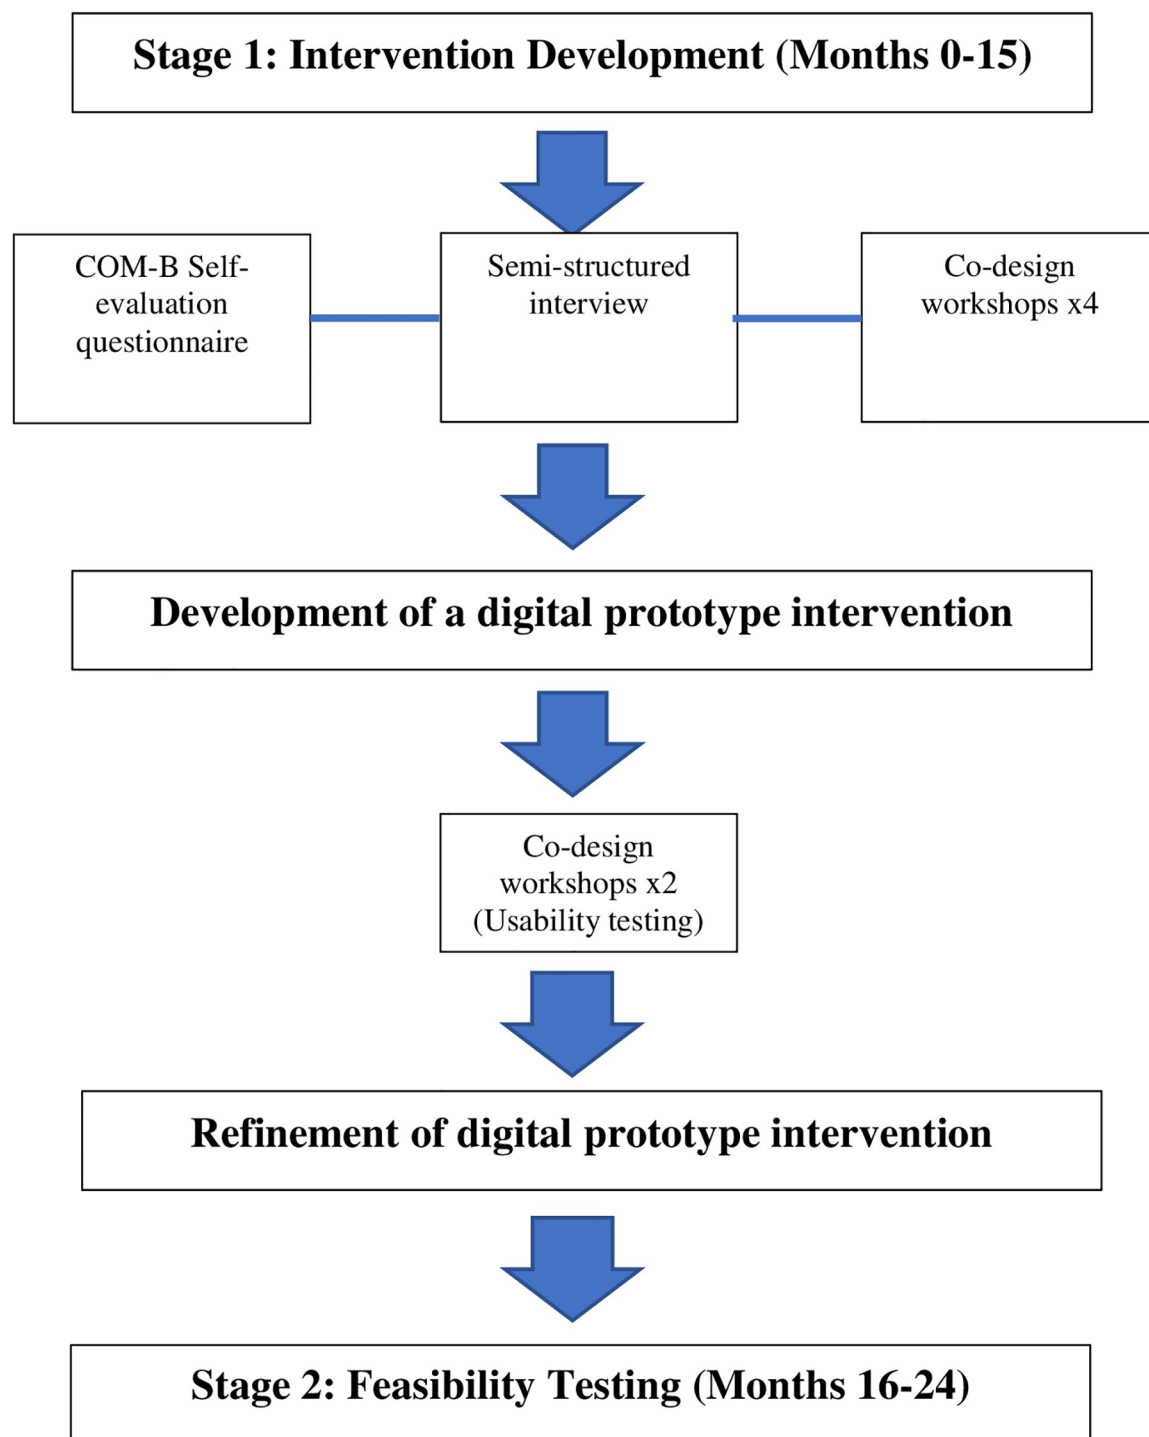 Stage 1: Intervention Development (Months 0-15)
COM-B Self-
evaluation
questionnaire
Semi-structured
interview
Co-design
workshops x4
Development of a digital prototype intervention
Co-design
workshops x2
(Usability testing)
Refinement of digital prototype intervention
Stage 2: Feasibility Testing (Months 16-24)